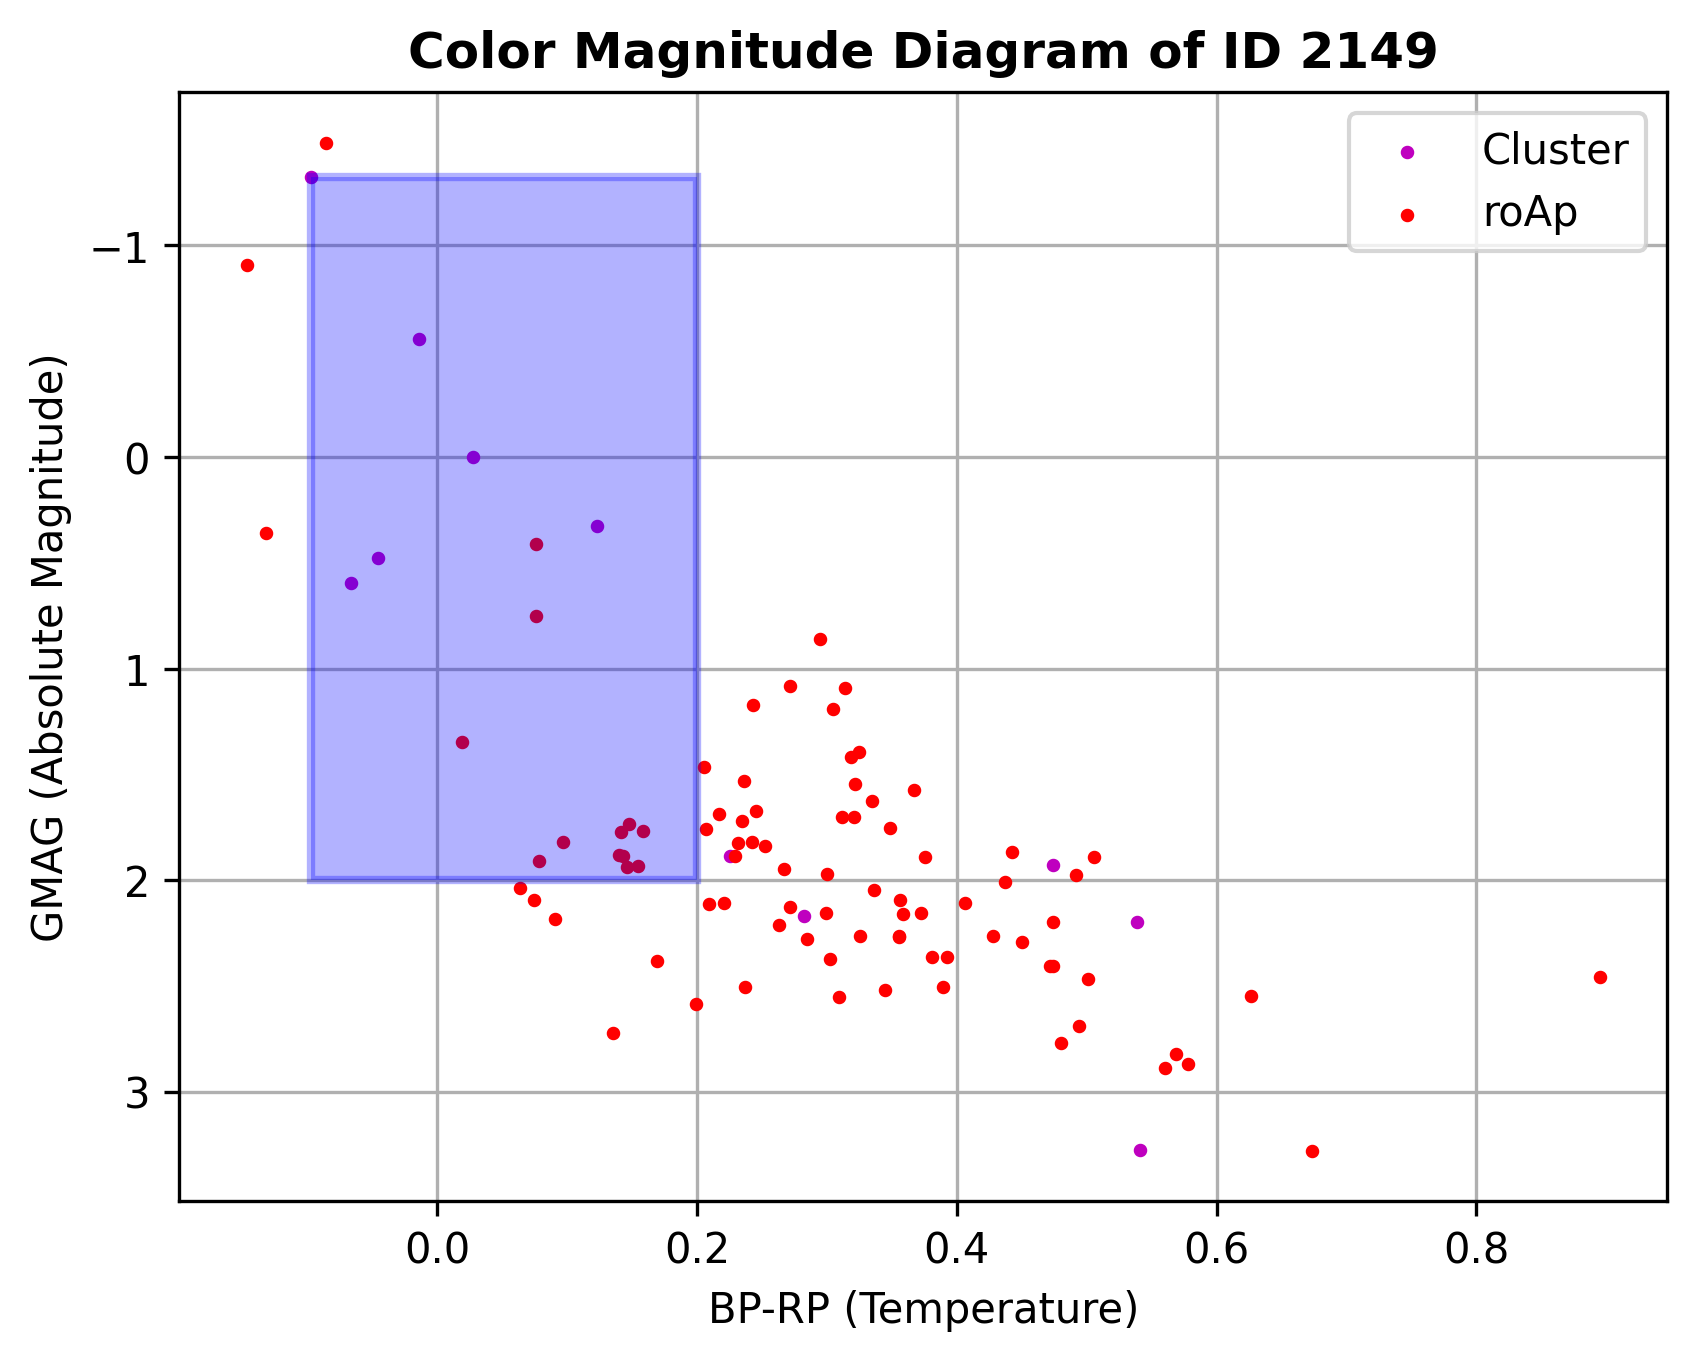 Color Magnitude Diagram of ID 2149
Cluster
roAp
GMAG (Absolute Magnitude)
−1
0
1
2
3
0.0 0.2 0.4 0.6 0.8
BP-RP (Temperature)